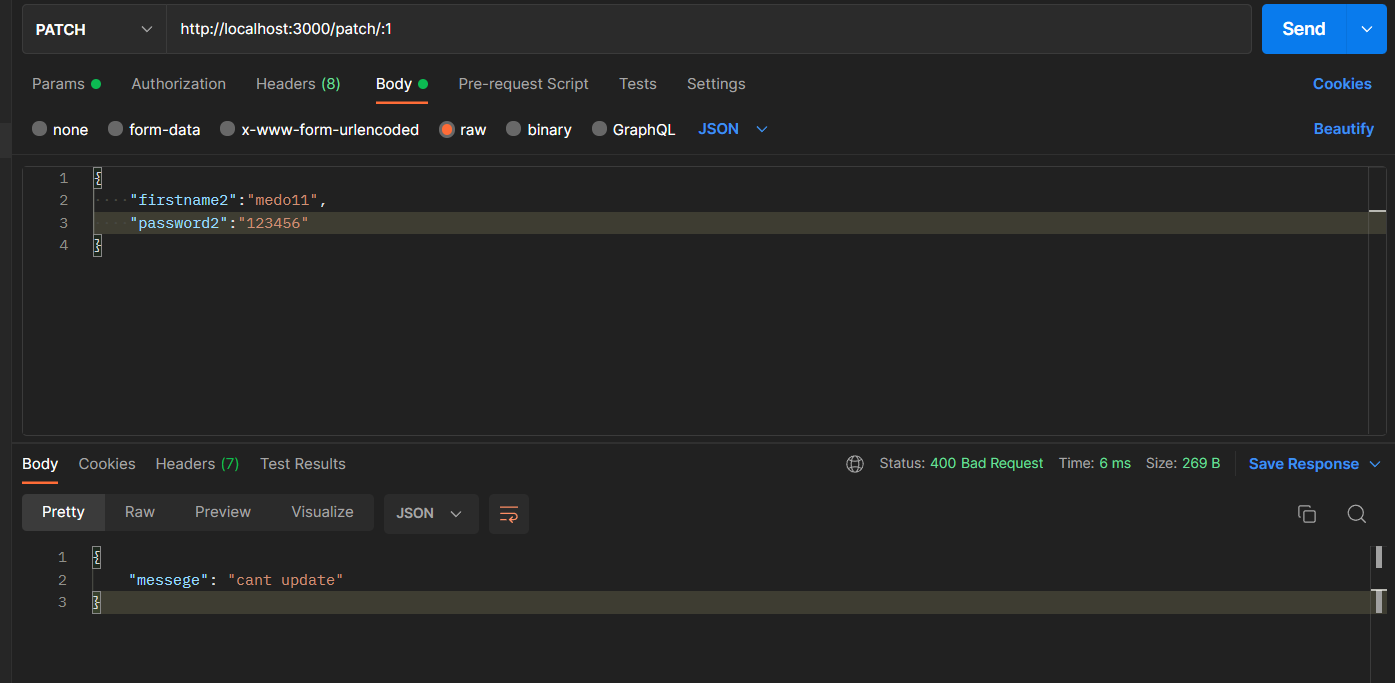 PATCH http://localhost:3000/patch/:1 Send
Params Authorization Headers (8) Body Pre-request Script Tests Settings Cookies
none form-data x-www-form-urlencoded raw binary GraphQL JSON Beautify
1 {
2 ····"firstname2":"medo11",
3 ····"password2":"123456"
4 }
Body Cookies Headers (7) Test Results Status: 400 Bad Request Time: 6 ms Size: 269 B Save Response
Pretty Raw Preview Visualize JSON
1 {
2 "messege": "cant update"
3 }